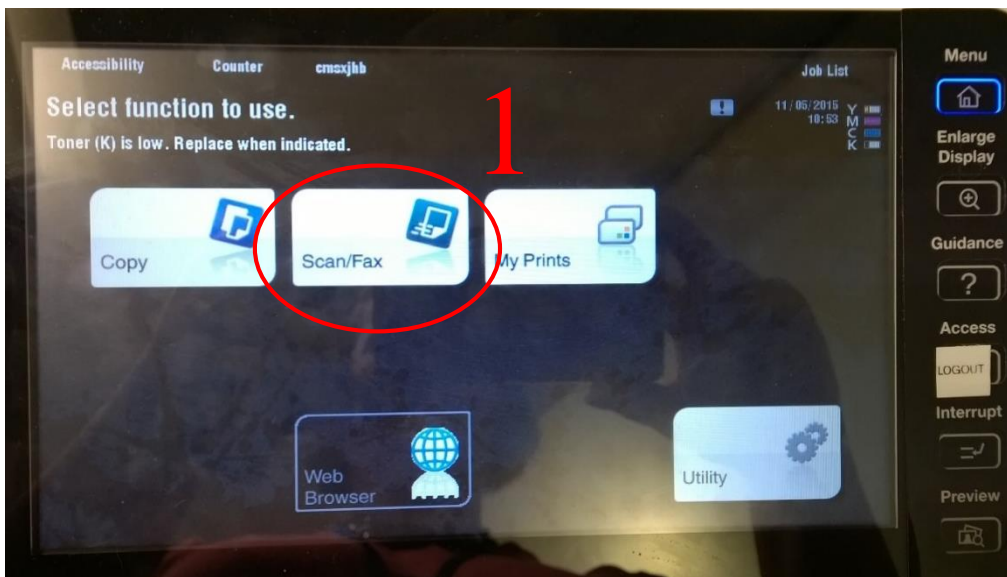 Accessibility Counter cmsxjhb Job List
Select function to use.
Toner (K) is low. Replace when indicated.
11/05/2015
10:53
Y
M
C
K
1
Copy
Scan/Fax
My Prints
Web
Browser
Utility
Menu
Enlarge
Display
Guidance
?
Access
LOGOUT
Interrupt
Preview